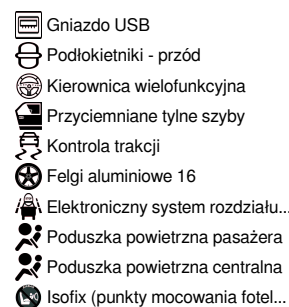 Gniazdo USB
Podłokietniki - przód
Kierownica wielofunkcyjna
Przyciemniane tylne szyby
Kontrola trakcji
Felgi aluminiowe 16
Elektroniczny system rozdziału...
Poduszka powietrzna pasażera
Poduszka powietrzna centralna
Isofix (punkty mocowania fotel...